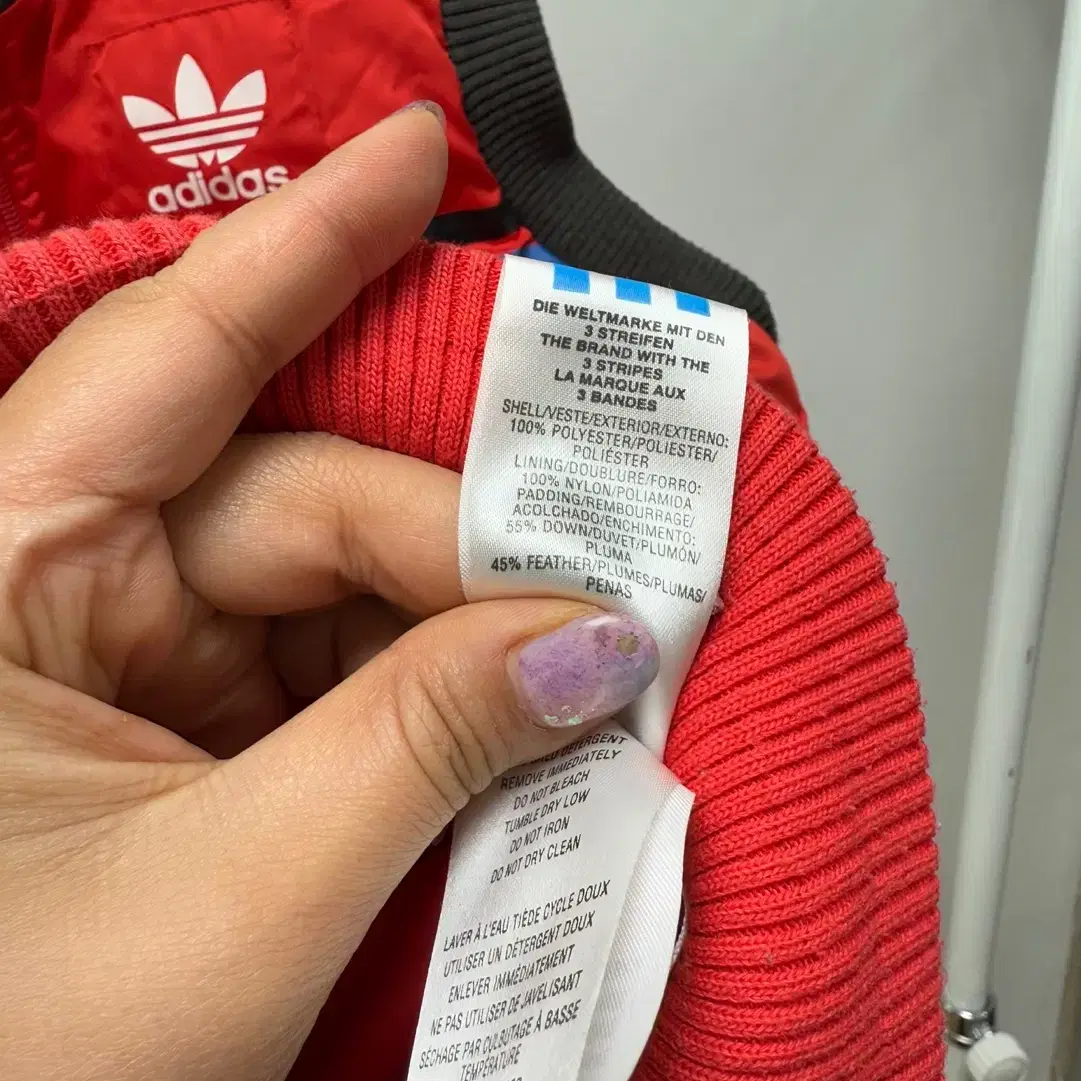 adidas
DIE WELTMARKE MIT DEN
3 STREIFEN
THE BRAND WITH THE
3 STRIPES
LA MARQUE AUX
3 BANDES
SHELL/VESTE/EXTERIOR/EXTERNO:
100% POLYESTER/POLIESTER/
POLIÉSTER
LINING/DOUBLURE/FORRO:
100% NYLON/POLIAMIDA
PADDING/REMBOURRAGE/
ACOLCHADO/ENCHIMENTO:
55% DOWN/DUVET/PLUMÓN/
PLUMA
45% FEATHER/PLUMES/PLUMAS/
PENAS
DETERGENT
REMOVE IMMEDIATELY
DO NOT BLEACH
TUMBLE DRY LOW
DO NOT IRON
DO NOT DRY CLEAN
LAVER À L'EAU TIÈDE CYCLE DOUX
UTILISER UN DÉTERGENT DOUX
ENLEVER IMMÉDIATEMENT
NE PAS UTILISER DE JAVELISANT
SÉCHAGE PAR CULBUTAGE À BASSE
TEMPÉRATURE